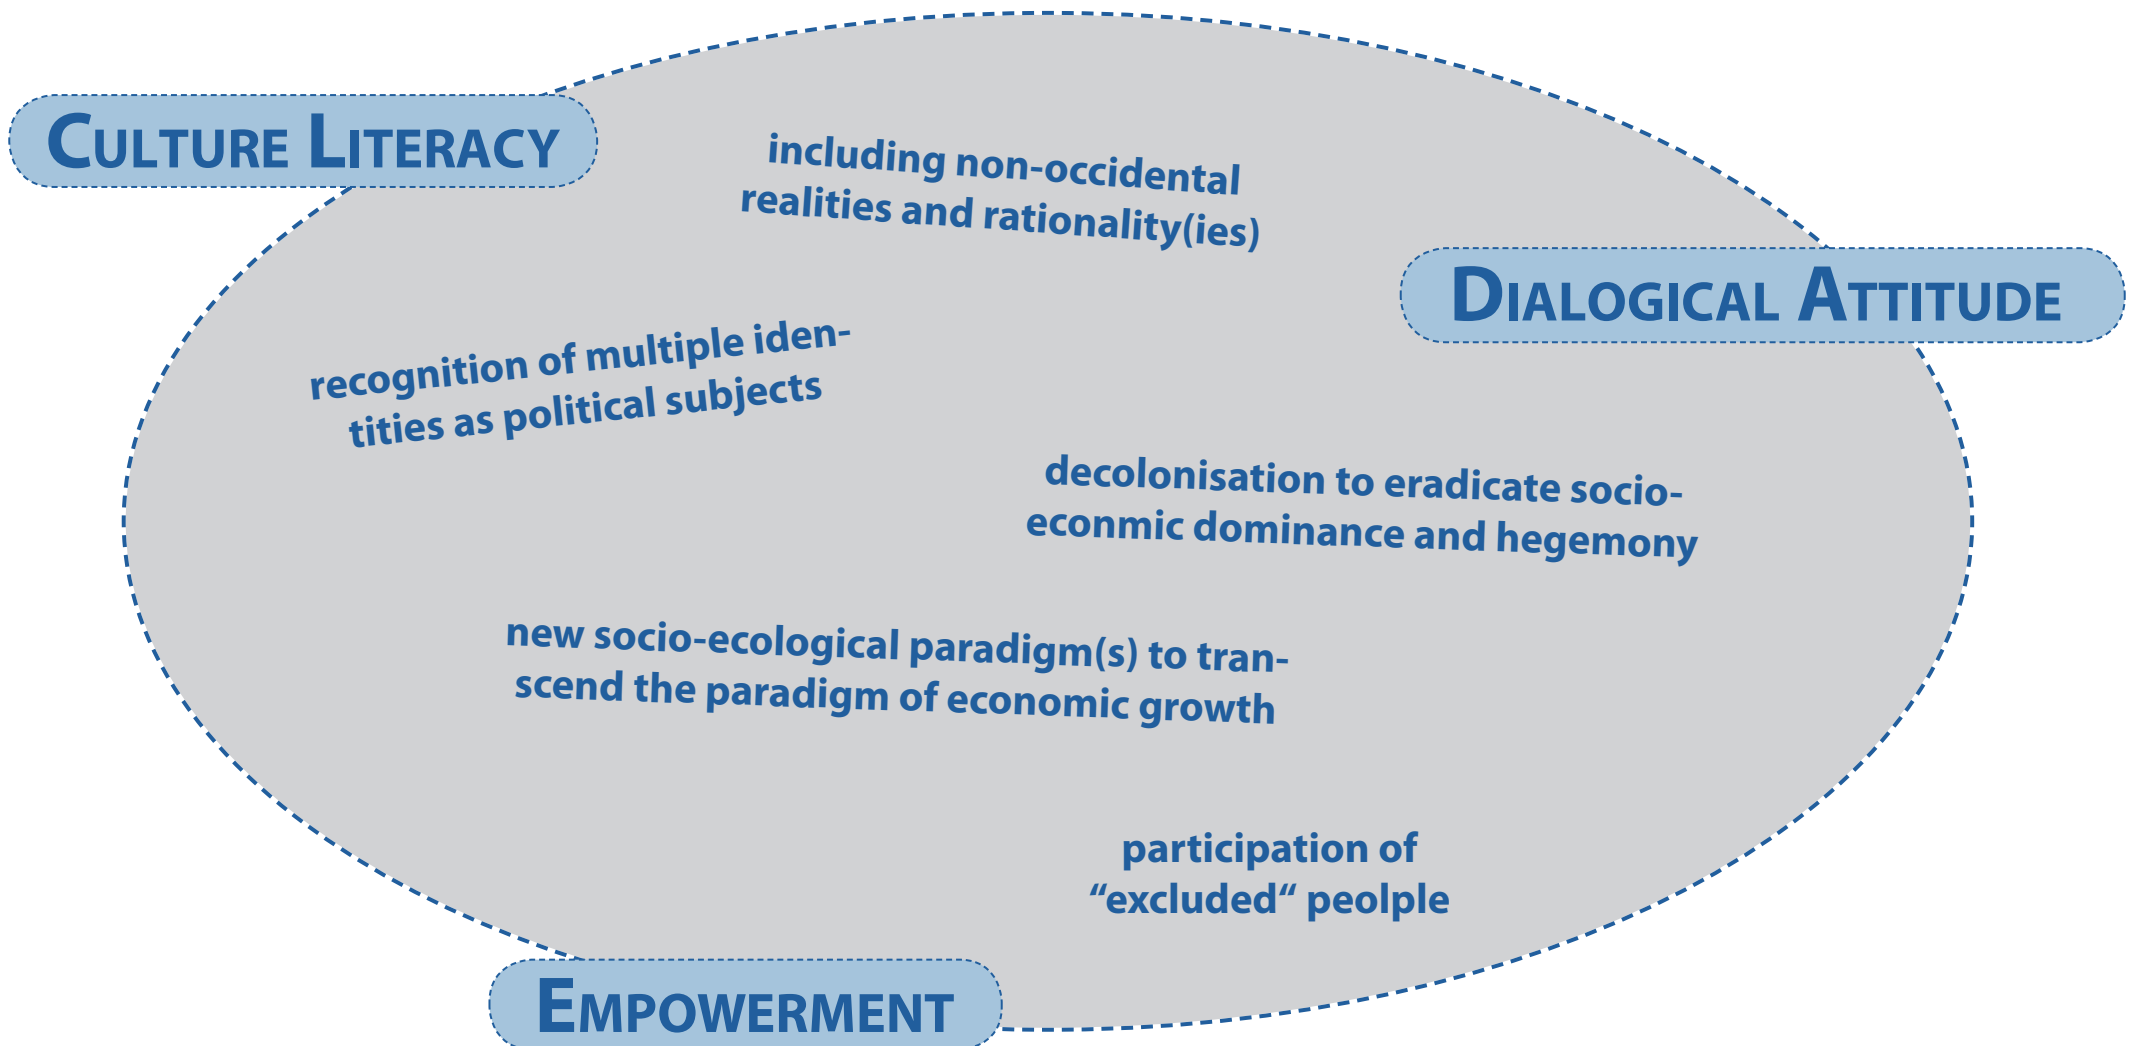 CULTURE LITERACY
including non-occidental
realities and rationality(ies)
DIALOGICAL ATTITUDE
recognition of multiple iden-
tities as political subjects
decolonisation to eradicate socio-
econmic dominance and hegemony
new socio-ecological paradigm(s) to tran-
scend the paradigm of economic growth
participation of
“excluded“ peolple
EMPOWERMENT